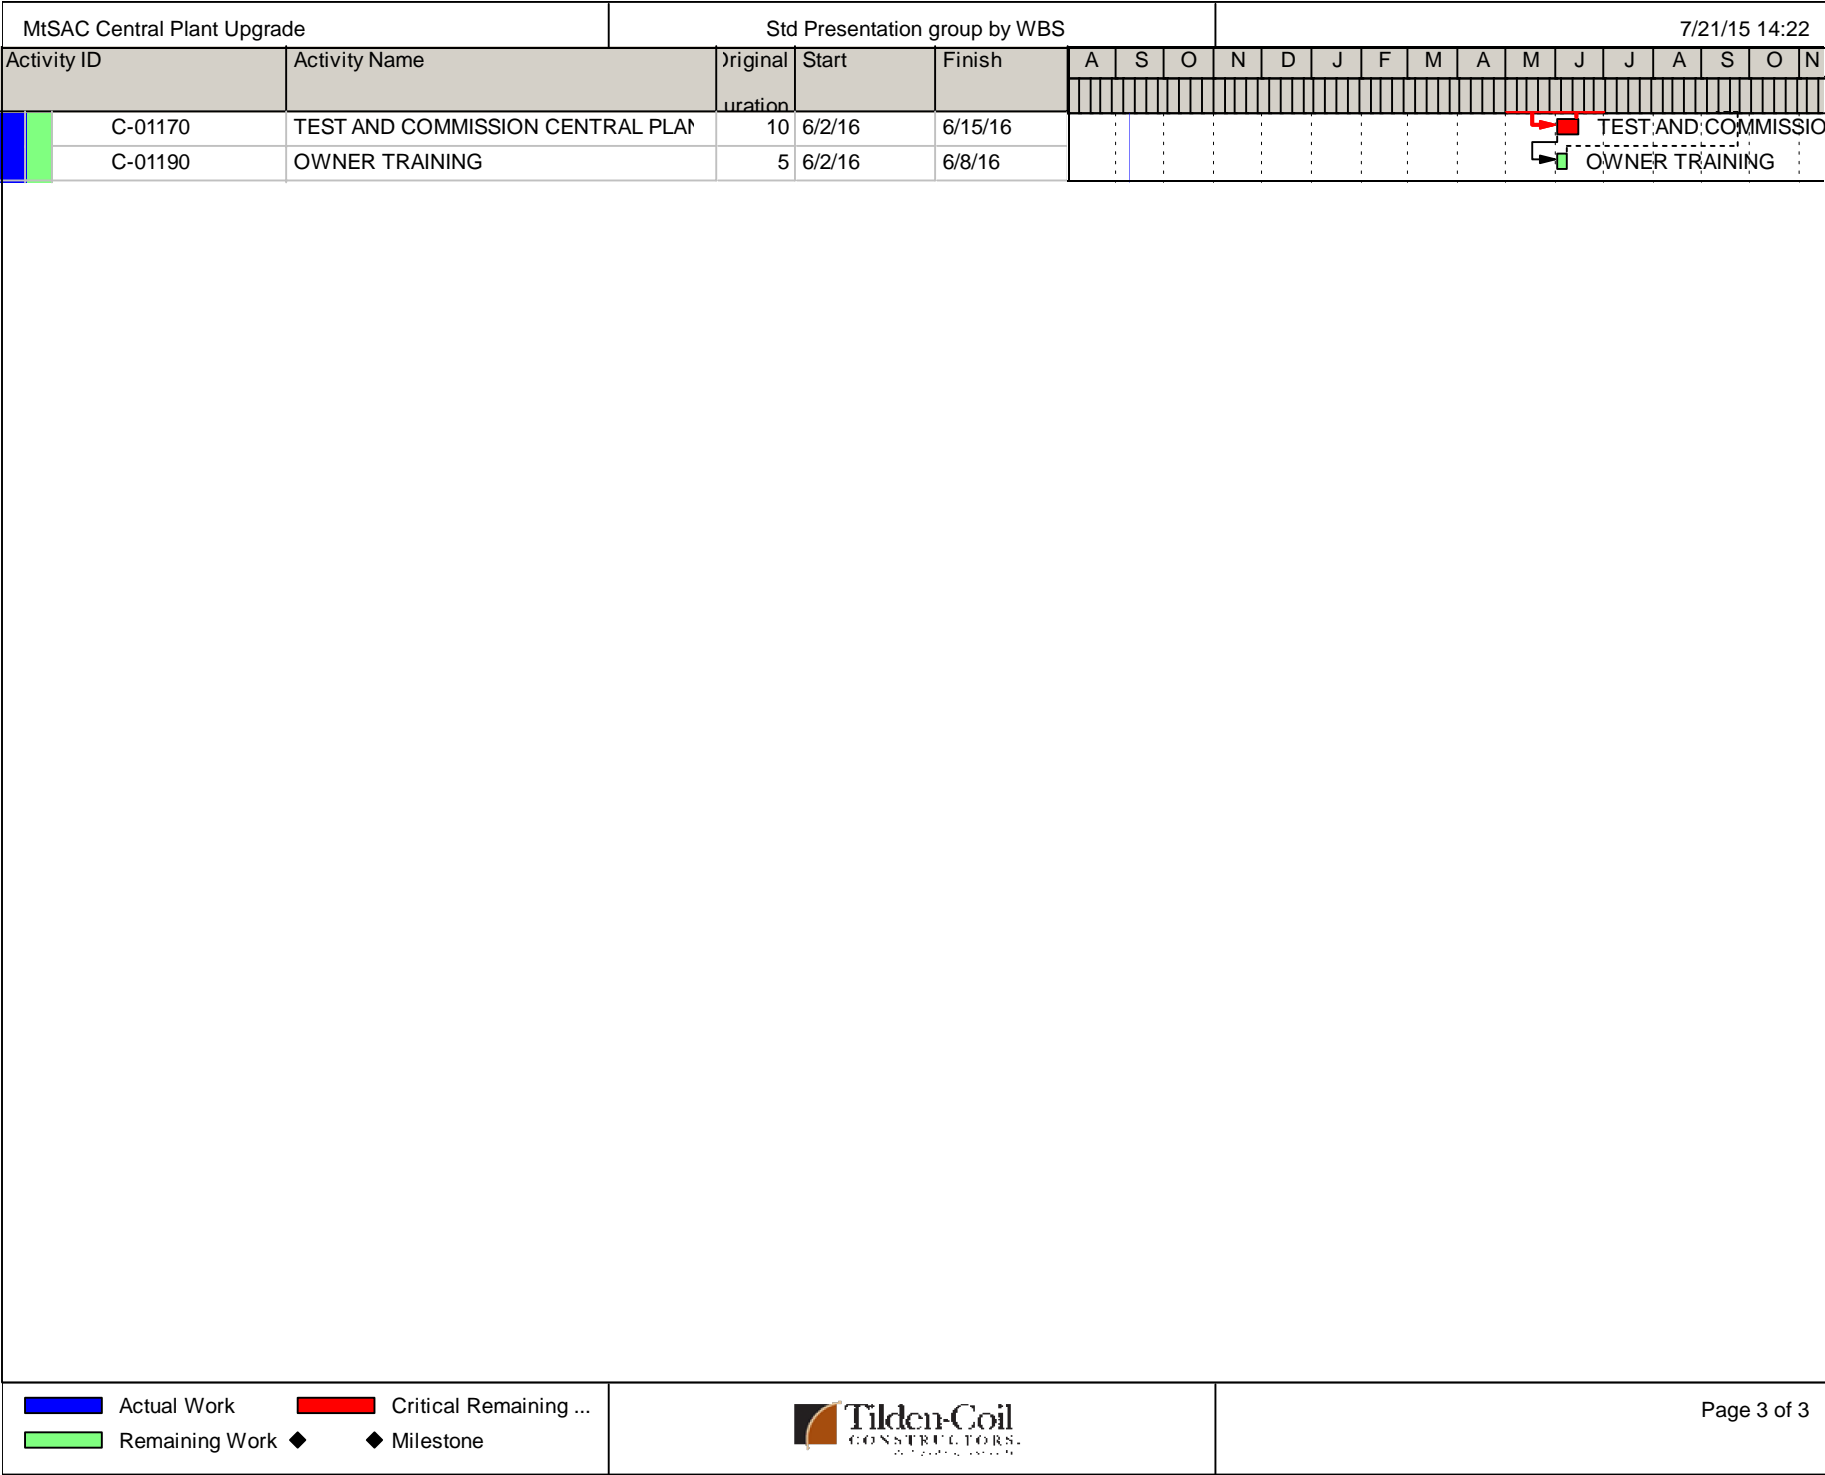 MtSAC Central Plant Upgrade Std Presentation group by WBS 7/21/15 14:22
Activity ID Activity Name Original Start Finish A S O N D J F M A M J J A S O N
uration
C-01170 TEST AND COMMISSION CENTRAL PLAN 10 6/2/16 6/15/16 TEST AND COMMISSIO
C-01190 OWNER TRAINING 5 6/2/16 6/8/16 OWNER TRAINING
Actual Work Critical Remaining ...
Remaining Work Milestone
Tilden-Coil
CONSTRUCTORS.
Page 3 of 3